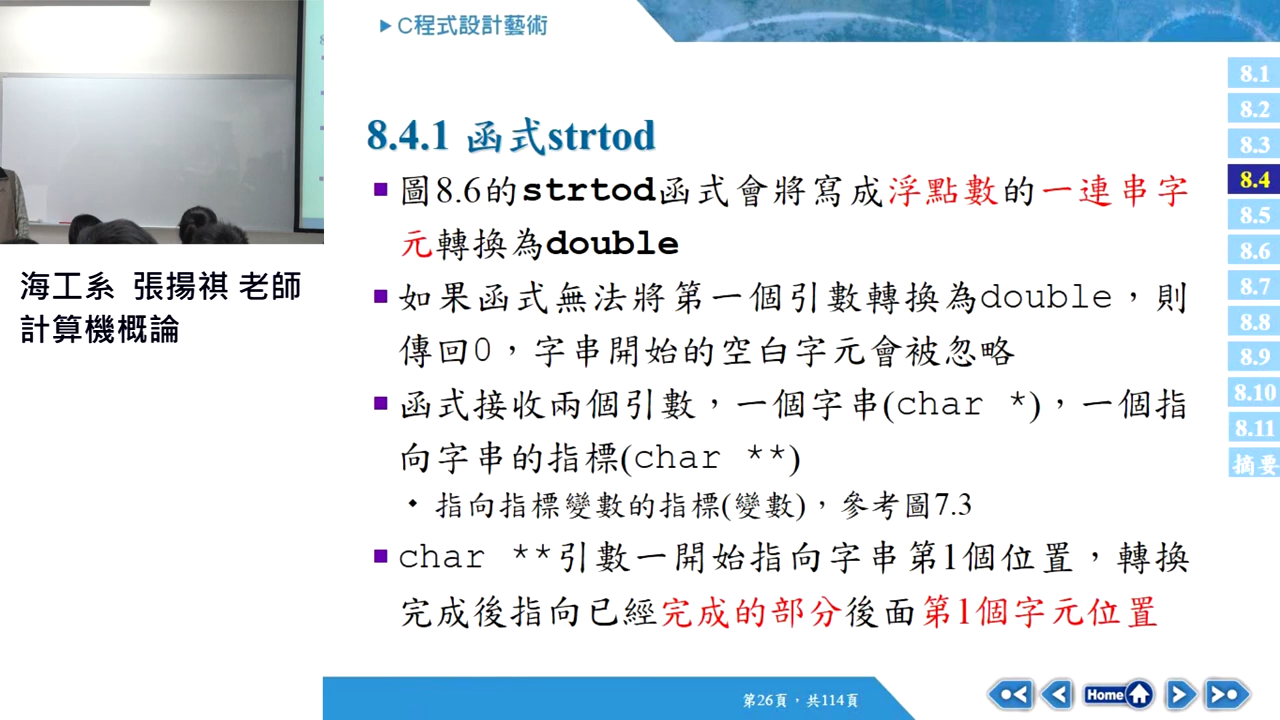 C程式設計藝術
海工系 張揚祺 老師
計算機概論
8.4.1 函式strtod
圖8.6的strtod函式會將寫成浮點數的一連串字
元轉換為double
如果函式無法將第一個引數轉換為double，則
傳回0，字串開始的空白字元會被忽略
函式接收兩個引數，一個字串(char *)，一個指
向字串的指標(char **)
指向指標變數的指標(變數)，參考圖7.3
char **引數一開始指向字串第1個位置，轉換
完成後指向已經完成的部分後面第1個字元位置
8.1
8.2
8.3
8.4
8.5
8.6
8.7
8.8
8.9
8.10
8.11
摘要
第26頁，共114頁
Home